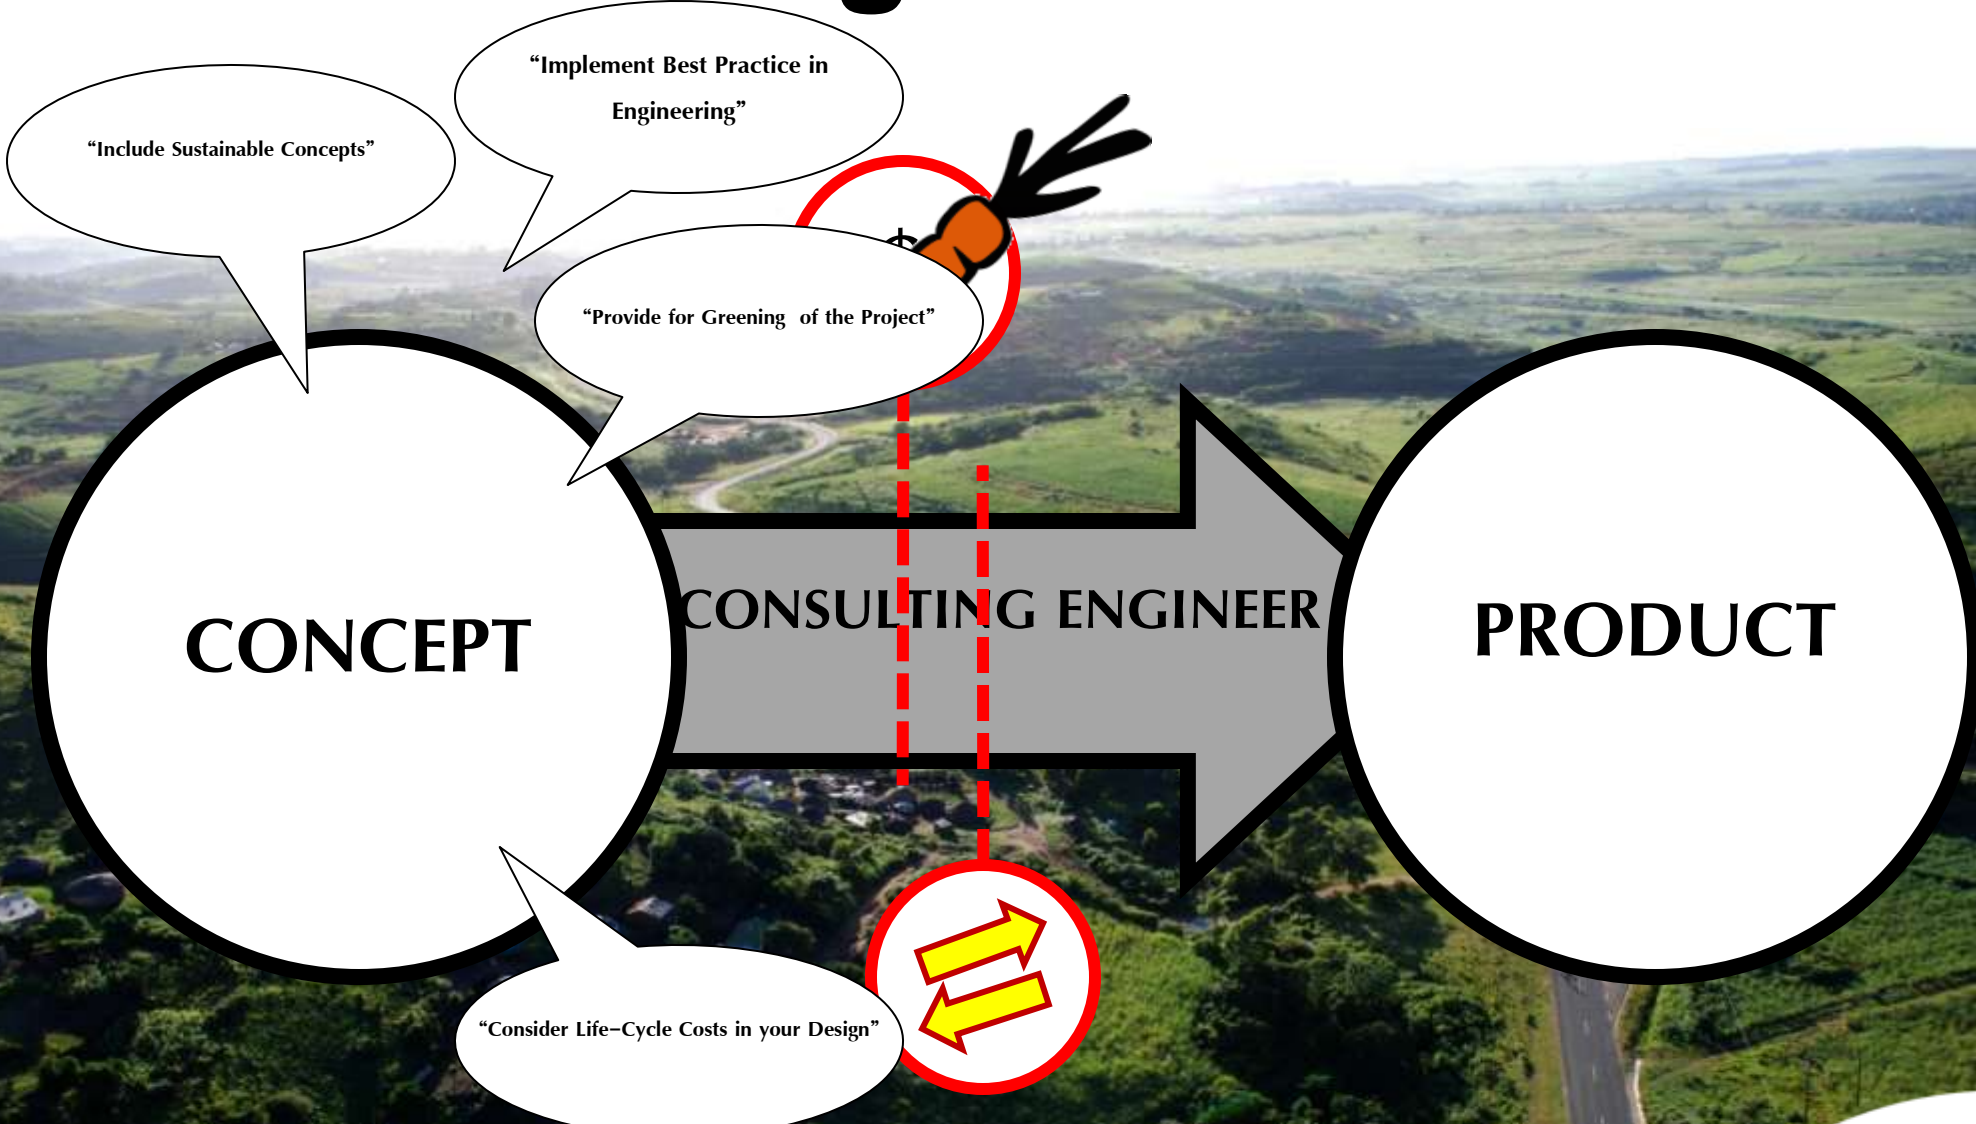 “Implement Best Practice in
Engineering”
“Include Sustainable Concepts”
“Provide for Greening  of the Project”
CONCEPT
CONSULTING ENGINEER
PRODUCT
“Consider Life-Cycle Costs in your Design”